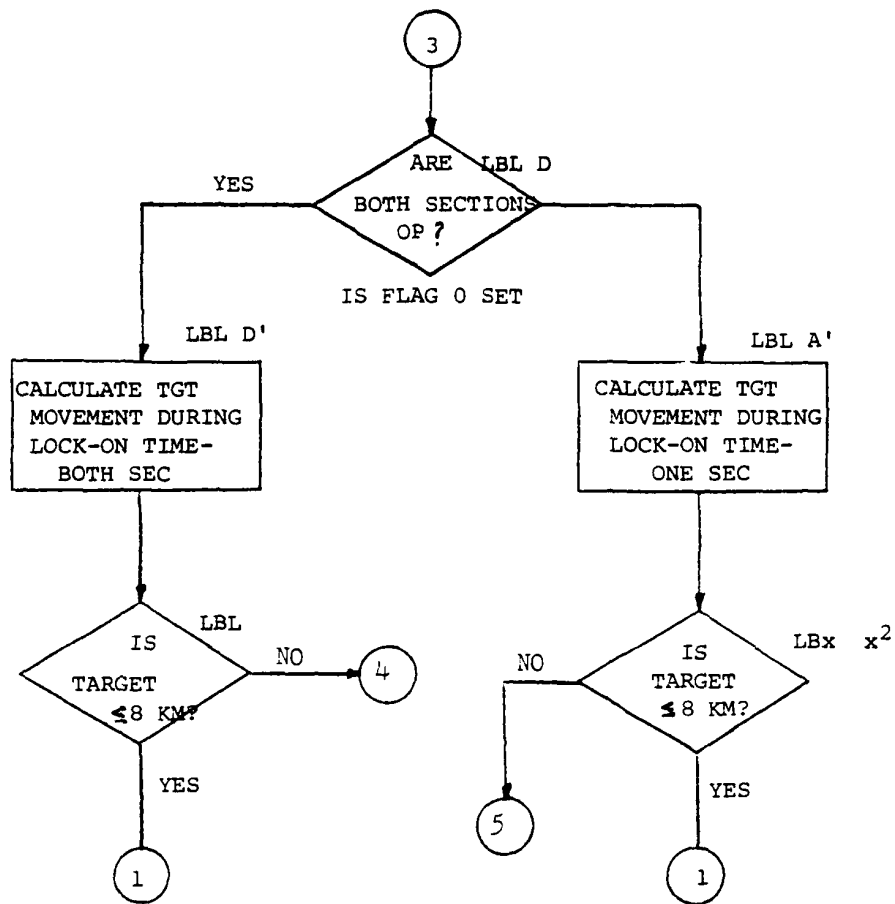 3
ARE LBL D
YES
BOTH SECTIONS
OP?
IS FLAG 0 SET
LBL D'
LBL A'
CALCULATE TGT
MOVEMENT DURING
LOCK-ON TIME-
BOTH SEC
CALCULATE TGT
MOVEMENT DURING
LOCK-ON TIME-
ONE SEC
LBL
IS
TARGET
≤8 KM?
NO
4
YES
1
LBx x²
IS
TARGET
≤8 KM?
NO
5
YES
1